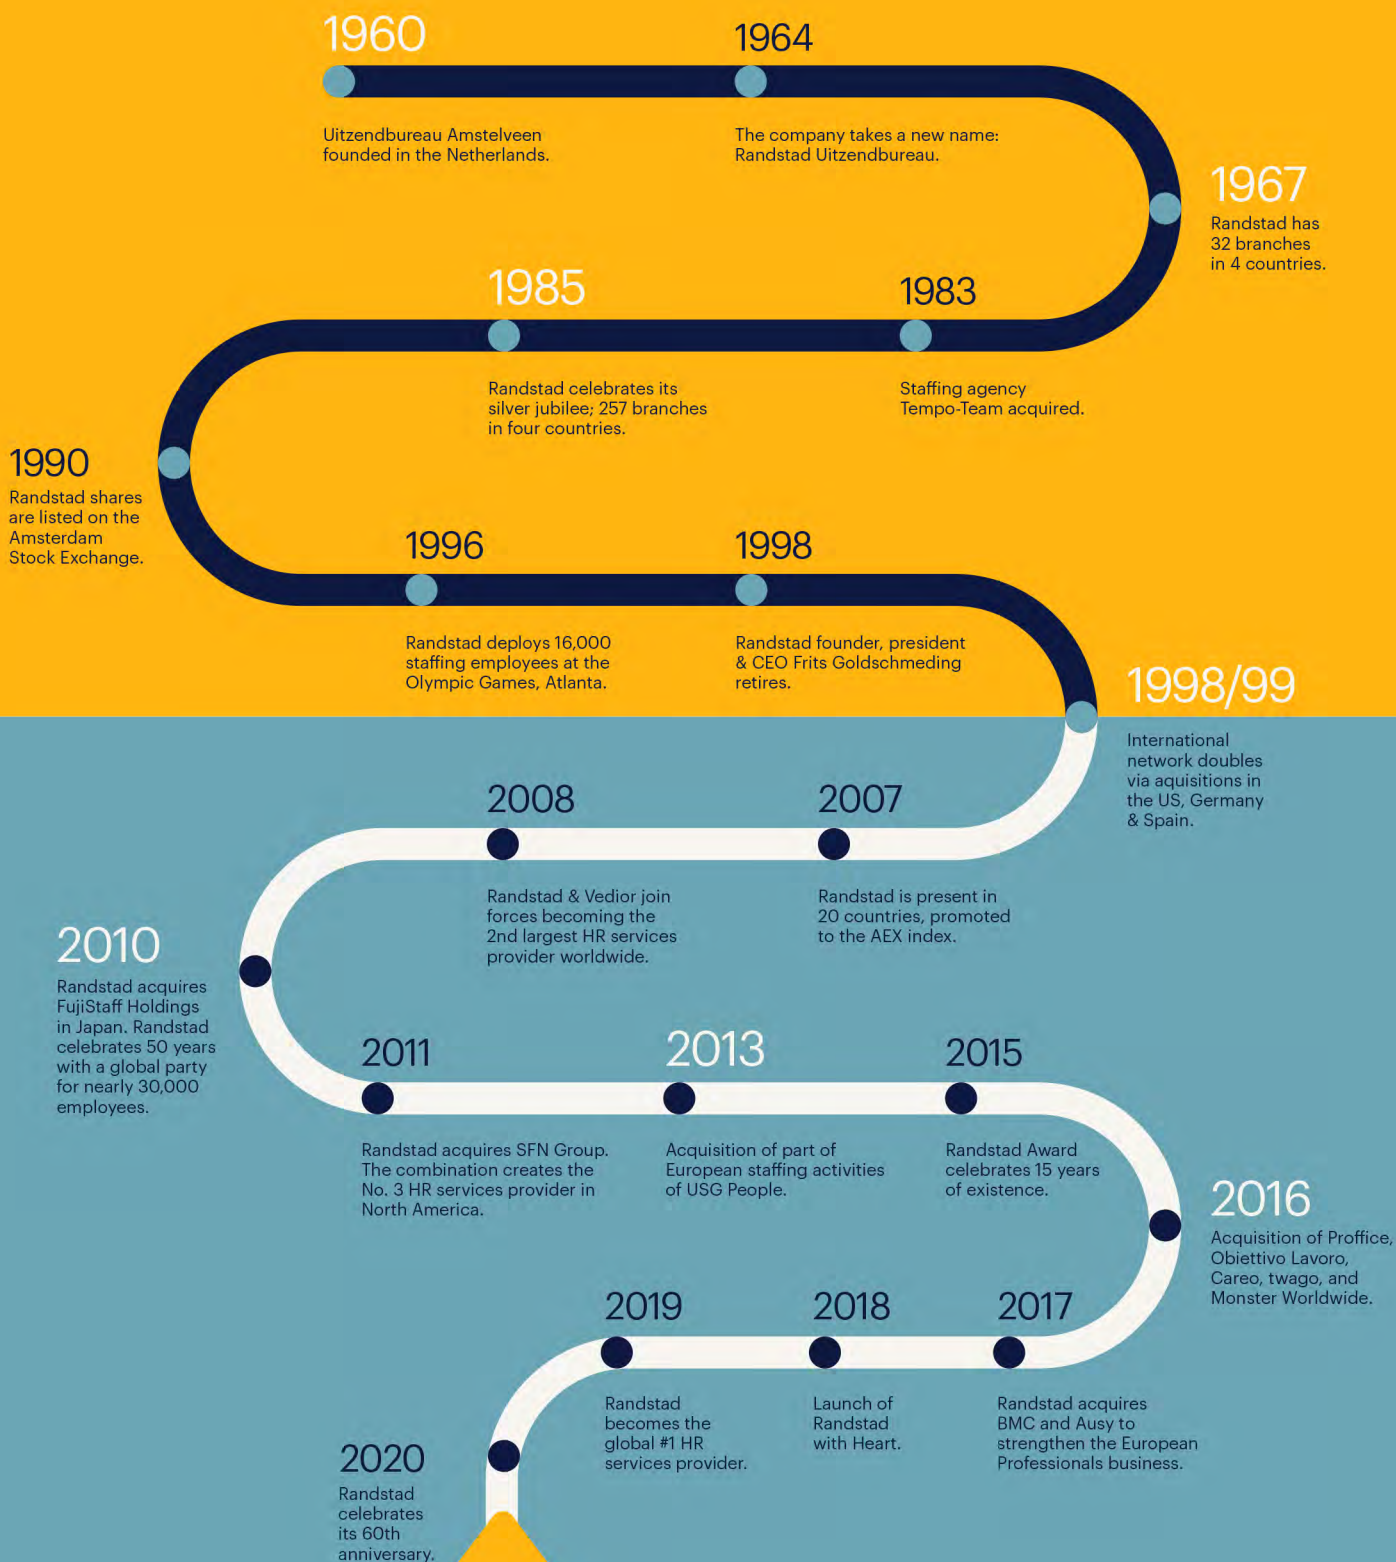 1960
Uitzendbureau Amstelveen
founded in the Netherlands.
1964
The company takes a new name:
Randstad Uitzendbureau.
1967
Randstad has
32 branches
in 4 countries.
1983
Staffing agency
Tempo-Team acquired.
1985
Randstad celebrates its
silver jubilee; 257 branches
in four countries.
1990
Randstad shares
are listed on the
Amsterdam
Stock Exchange.
1996
Randstad deploys 16,000
staffing employees at the
Olympic Games, Atlanta.
1998
Randstad founder, president
& CEO Frits Goldschmeding
retires.
1998/99
International
network doubles
via aquisitions in
the US, Germany
& Spain.
2007
Randstad is present in
20 countries, promoted
to the AEX index.
2008
Randstad & Vedior join
forces becoming the
2nd largest HR services
provider worldwide.
2010
Randstad acquires
FujiStaff Holdings
in Japan. Randstad
celebrates 50 years
with a global party
for nearly 30,000
employees.
2011
Randstad acquires SFN Group.
The combination creates the
No. 3 HR services provider in
North America.
2013
Acquisition of part of
European staffing activities
of USG People.
2015
Randstad Award
celebrates 15 years
of existence.
2016
Acquisition of Proffice,
Obiettivo Lavoro,
Careo, twago, and
Monster Worldwide.
2017
Randstad acquires
BMC and Ausy to
strengthen the European
Professionals business.
2018
Launch of
Randstad
with Heart.
2019
Randstad
becomes the
global #1 HR
services provider.
2020
Randstad
celebrates
its 60th
anniversary.